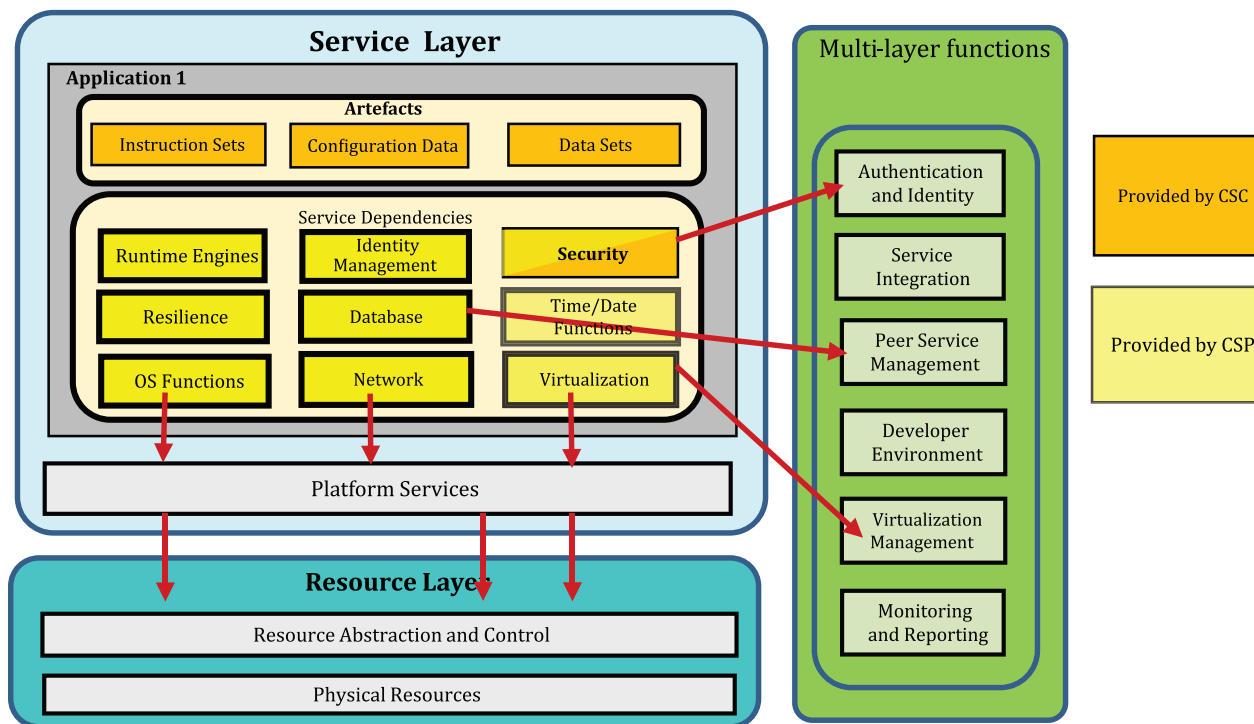 Service Layer
Application 1
Artefacts
Instruction Sets
Configuration Data
Data Sets
Service Dependencies
Runtime Engines
Identity
Management
Security
Resilience
Database
Time/Date
Functions
OS Functions
Network
Virtualization
Platform Services
Resource Layer
Resource Abstraction and Control
Physical Resources
Multi-layer functions
Authentication
and Identity
Service
Integration
Peer Service
Management
Developer
Environment
Virtualization
Management
Monitoring
and Reporting
Provided by CSC
Provided by CSP